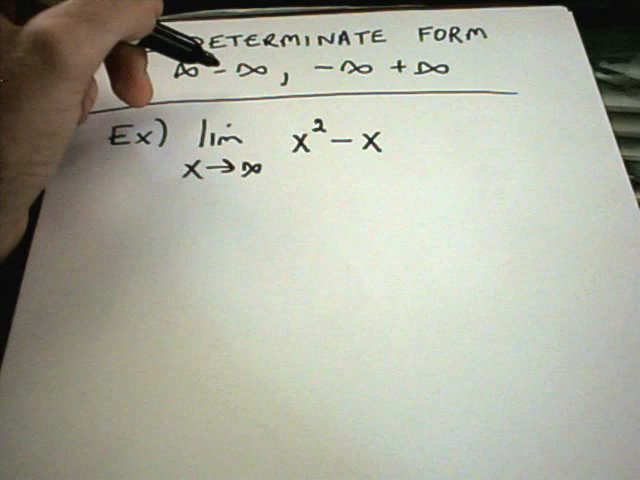 DETERMINATE FORM
∞ - ∞, -∞ + ∞
Ex) lim x² - x
x→∞